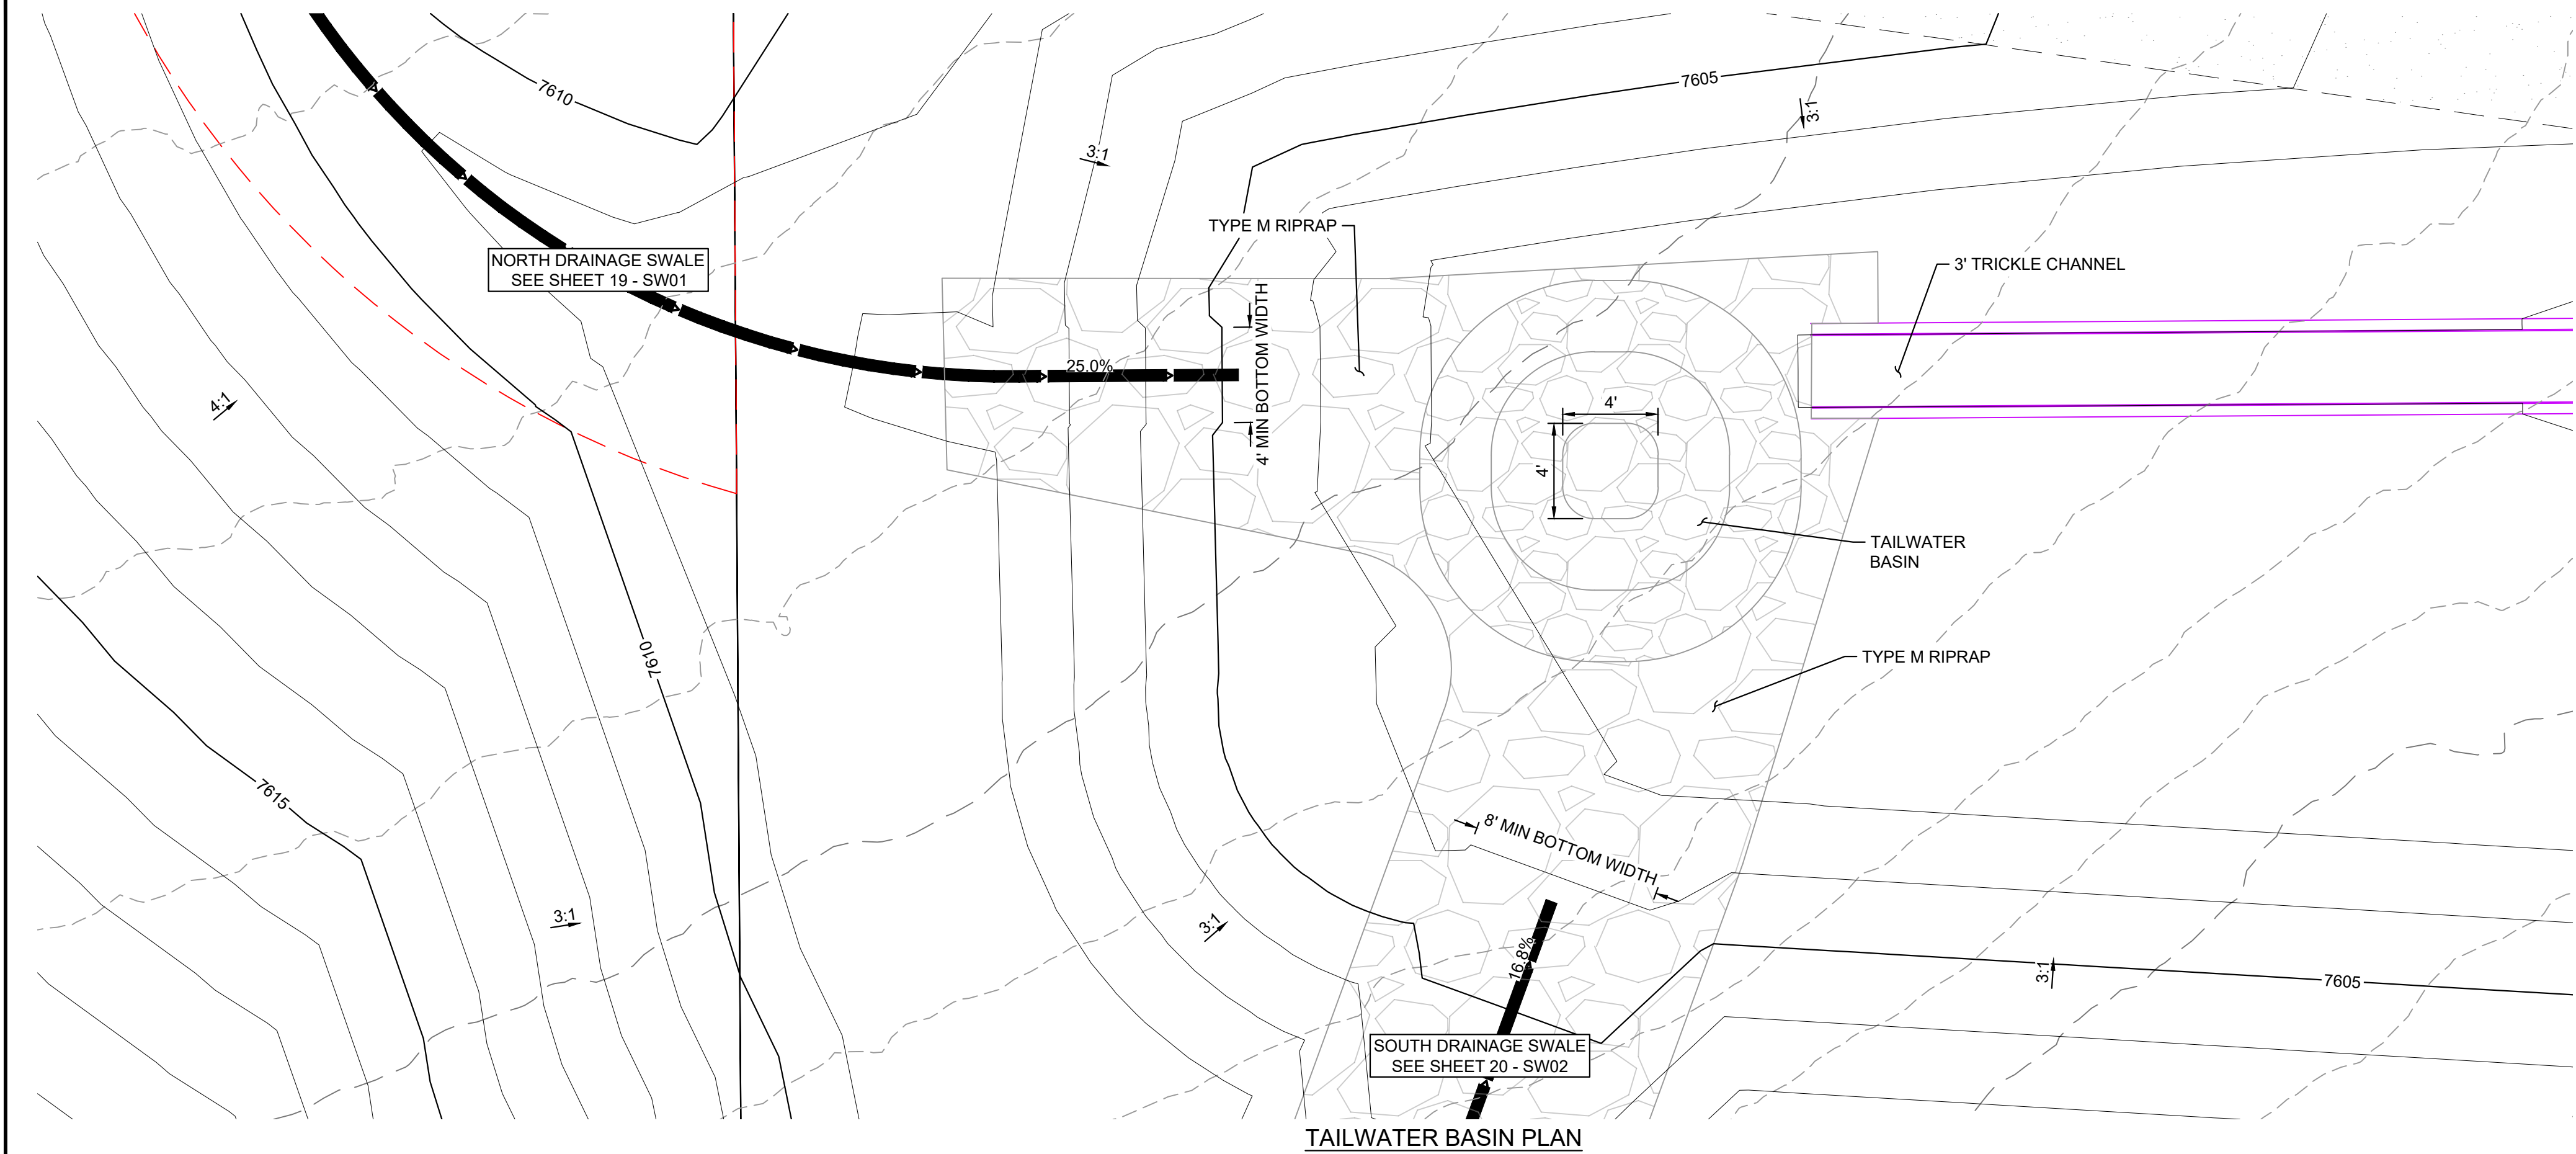 7610
7605
3:1
3:1
TYPE M RIPRAP
NORTH DRAINAGE SWALE
SEE SHEET 19 - SW01
3' TRICKLE CHANNEL
4' MIN BOTTOM WIDTH
25.0%
4:1
4'
4'
TAILWATER
BASIN
7610
TYPE M RIPRAP
7615
8' MIN BOTTOM WIDTH
3:1
3:1
16.8%
3:1
7605
SOUTH DRAINAGE SWALE
SEE SHEET 20 - SW02
TAILWATER BASIN PLAN